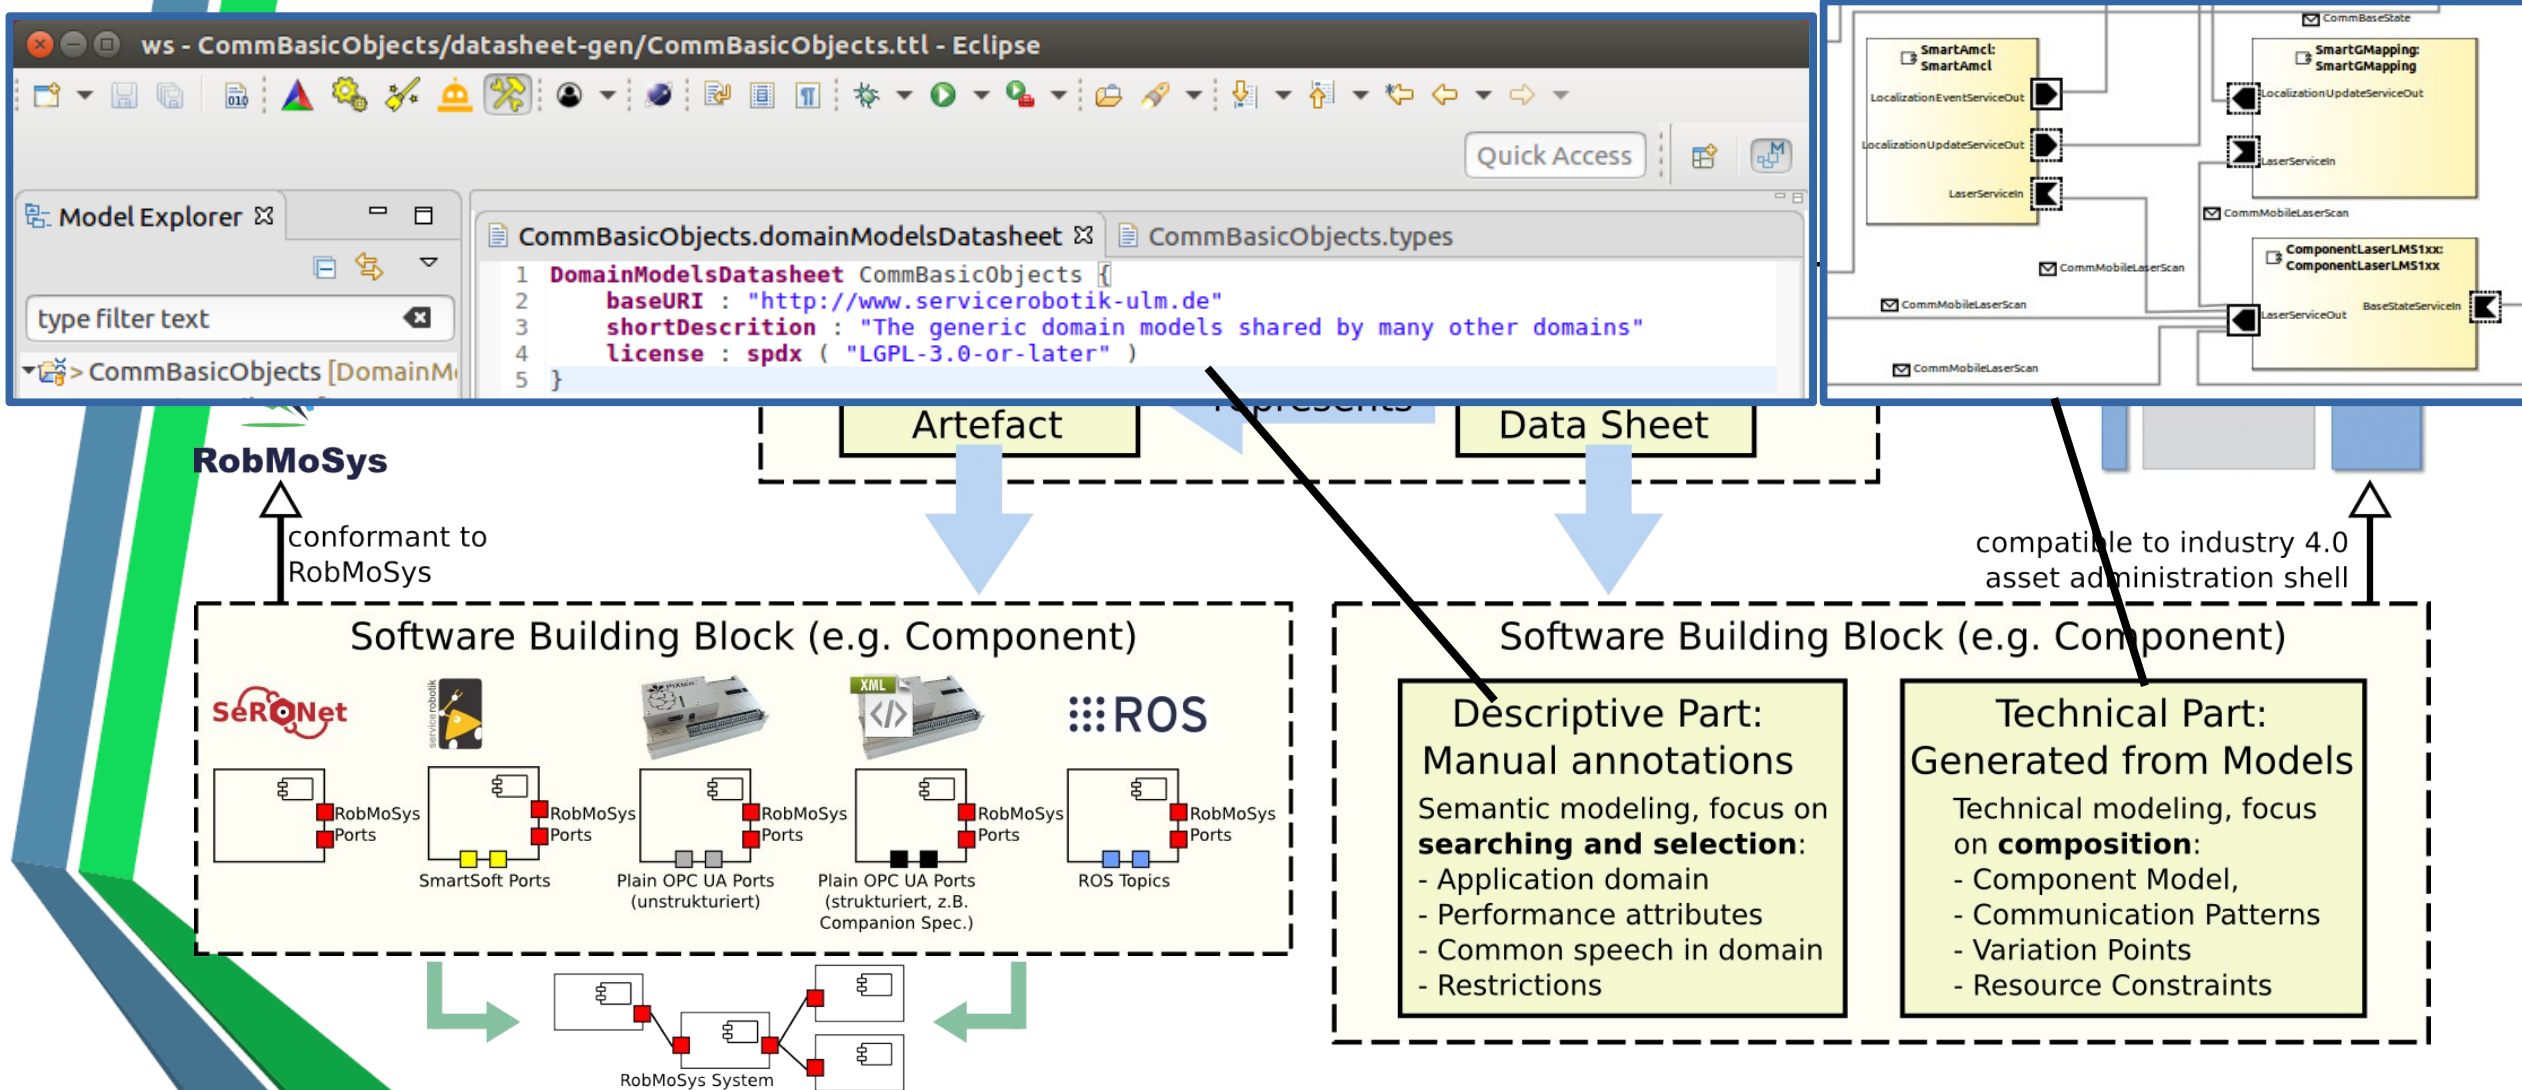 ws - CommBasicObjects/datasheet-gen/CommBasicObjects.ttl - Eclipse
010
Quick Access
M
Model Explorer
type filter text
> CommBasicObjects [DomainM
CommBasicObjects.domainModelsDatasheet
CommBasicObjects.types
1 DomainModelsDatasheet CommBasicObjects {
2 baseURI : "http://www.servicerobotik-ulm.de"
3 shortDescrition : "The generic domain models shared by many other domains"
4 license : spdx ( "LGPL-3.0-or-later" )
5 }
CommBaseState
SmartAmcl:
SmartAmcl
LocalizationEventServiceOut
LocalizationUpdateServiceOut
LaserServiceIn
SmartGMapping:
SmartGMapping
LocalizationUpdateServiceOut
LaserServiceIn
CommMobileLaserScan
CommMobileLaserScan
ComponentLaserLMS1xx:
ComponentLaserLMS1xx
CommMobileLaserScan
LaserServiceOut
BaseStateServiceIn
CommMobileLaserScan
Artefact
represents
Data Sheet
RobMoSys
conformant to
RobMoSys
compatible to industry 4.0
asset administration shell
Software Building Block (e.g. Component)
SeRoNet
servicerobotik
PiXtend
XML
</>
ROS
RobMoSys
Ports
RobMoSys
Ports
RobMoSys
Ports
RobMoSys
Ports
RobMoSys
Ports
SmartSoft Ports
Plain OPC UA Ports
(unstrukturiert)
Plain OPC UA Ports
(strukturiert, z.B.
Companion Spec.)
ROS Topics
RobMoSys System
Software Building Block (e.g. Component)
Descriptive Part:
Manual annotations
Semantic modeling, focus on
searching and selection:
- Application domain
- Performance attributes
- Common speech in domain
- Restrictions
Technical Part:
Generated from Models
Technical modeling, focus
on composition:
- Component Model,
- Communication Patterns
- Variation Points
- Resource Constraints